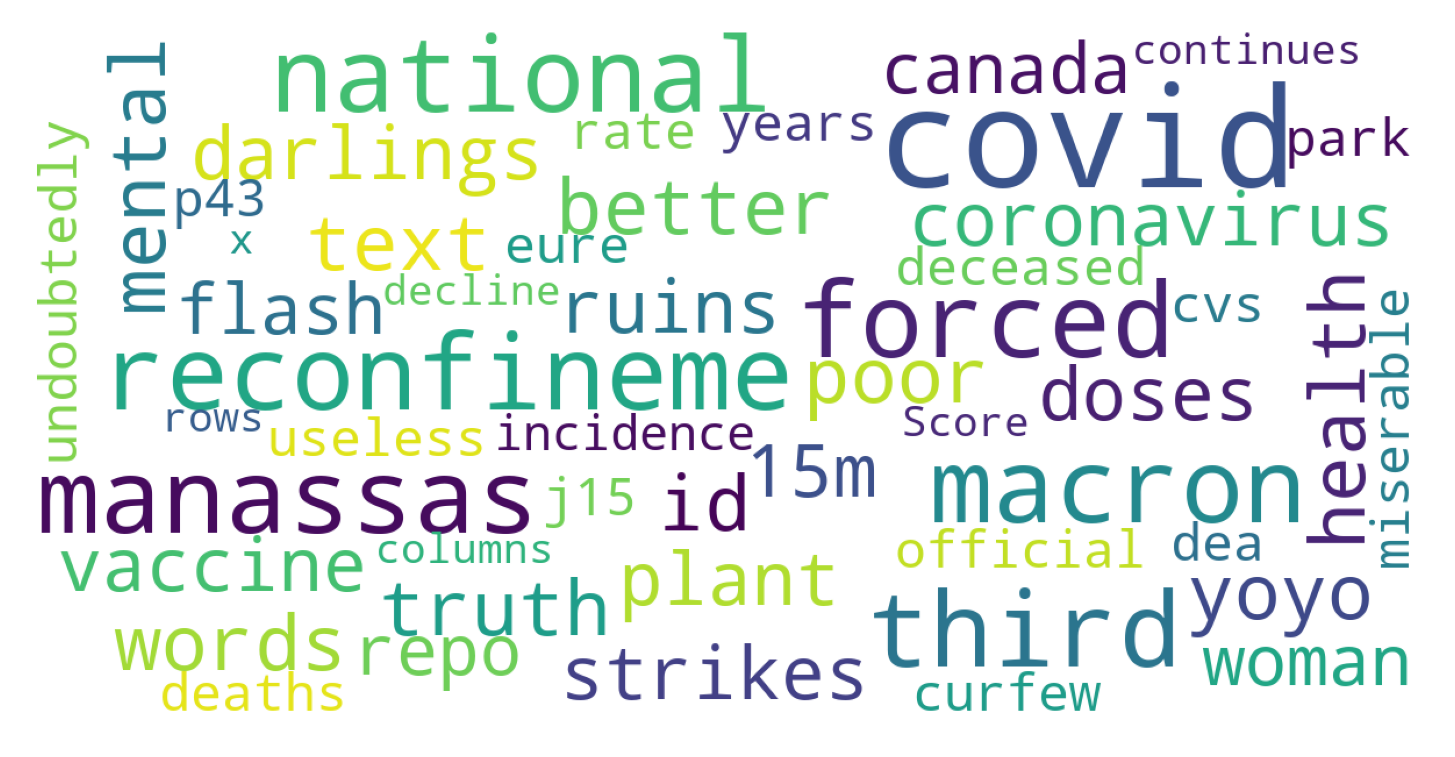 national
canada
continues
covid
mental
darlings
rate
years
park
undoubtedly
p43
better
coronavirus
x
text
eure
deceased
flash
decline
ruins
forced
cvs
health
miserable
reconfineme
poor
doses
rows
useless
incidence
Score
manassas
j15
id
15m
macron
vaccine
columns
plant
official
dea
truth
third
yoyo
words
repo
strikes
woman
deaths
curfew